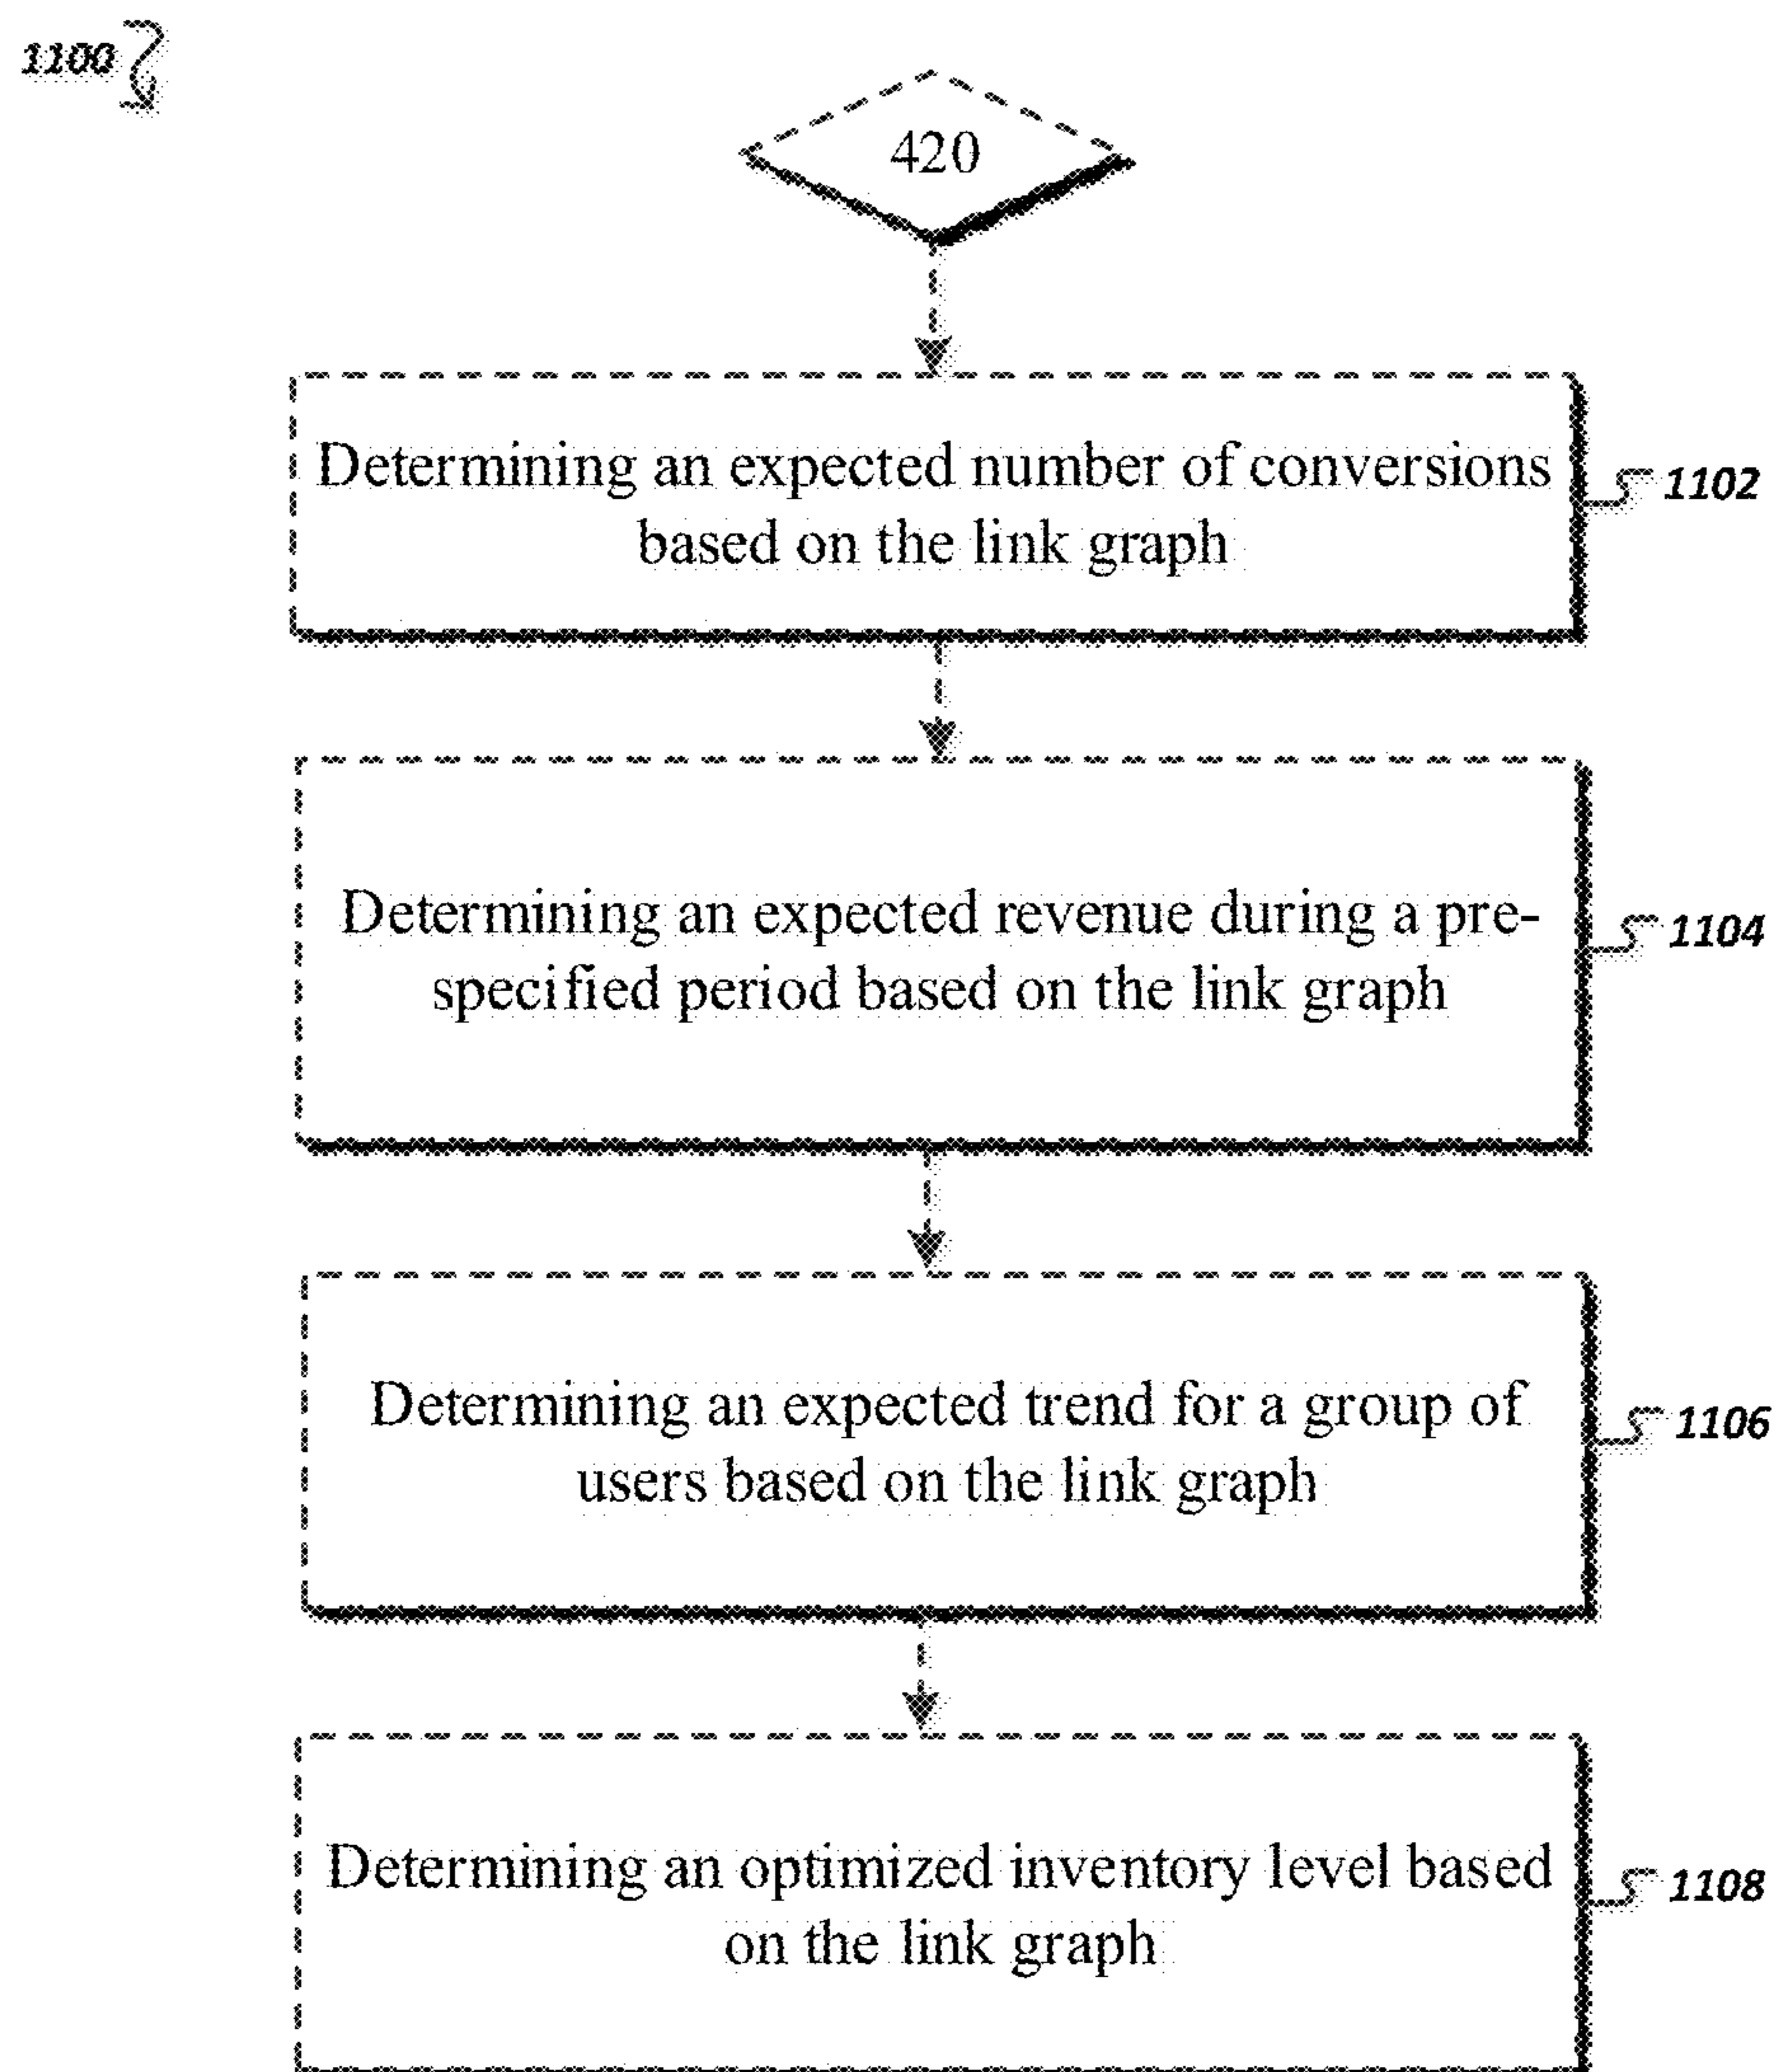 1100
420
Determining an expected number of conversions
based on the link graph
1102
Determining an expected revenue during a pre-
specified period based on the link graph
1104
Determining an expected trend for a group of
users based on the link graph
1106
Determining an optimized inventory level based
on the link graph
1108